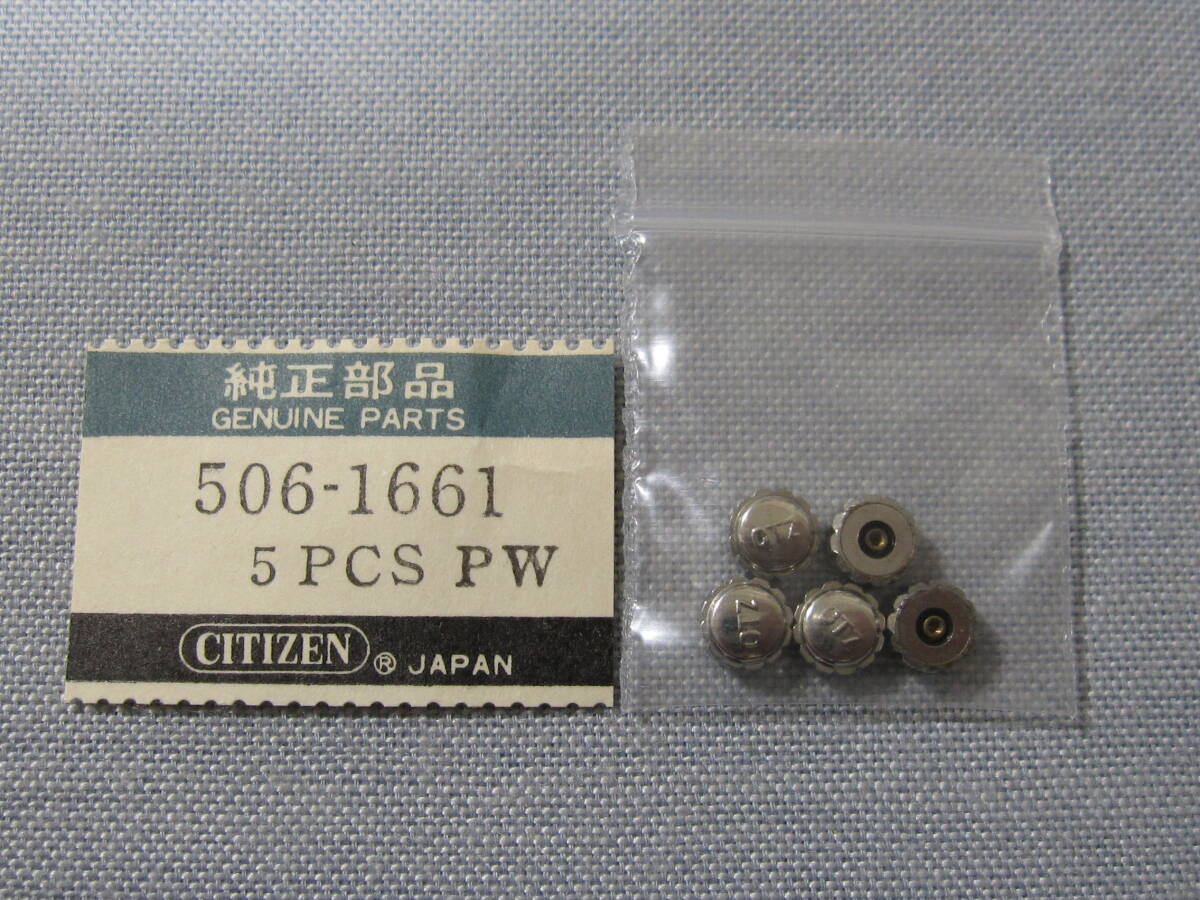 純正部品
GENUINE PARTS
506-1661
5 PCS PW
CITIZEN ® JAPAN